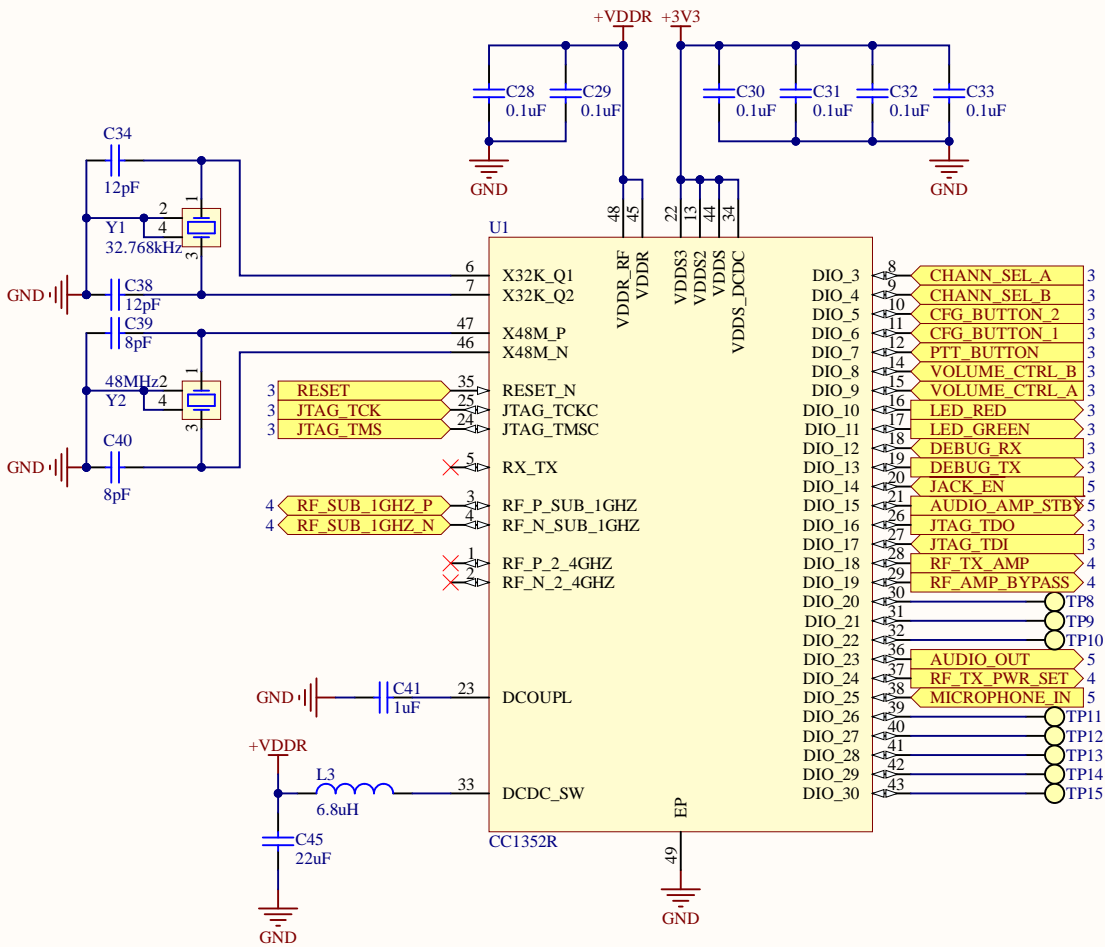 +VDDR +3V3
C28
0.1uF
C29
0.1uF
C30
0.1uF
C31
0.1uF
C32
0.1uF
C33
0.1uF
GND
GND
C34
12pF
1
2
4
3
Y1
32.768kHz
GND
C38
12pF
C39
8pF
48MHz
Y2
1
2
4
3
GND
C40
8pF
U1
48
45
22
13
44
34
VDDR_RF
VDDR
VDDS3
VDDS2
VDDS
VDDS_DCDC
6 X32K_Q1
7 X32K_Q2
47 X48M_P
46 X48M_N
3 RESET 35 RESET_N
3 JTAG_TCK 25 JTAG_TCKC
3 JTAG_TMS 24 JTAG_TMSC
5 RX_TX
4 RF_SUB_1GHZ_P 3 RF_P_SUB_1GHZ
4 RF_SUB_1GHZ_N 4 RF_N_SUB_1GHZ
1 RF_P_2_4GHZ
2 RF_N_2_4GHZ
GND C41 23 DCOUPL
1uF
+VDDR
L3 33 DCDC_SW
6.8uH
C45
22uF
GND
DIO_3 8 CHANN_SEL_A 3
DIO_4 9 CHANN_SEL_B 3
DIO_5 10 CFG_BUTTON_2 3
DIO_6 11 CFG_BUTTON_1 3
DIO_7 12 PTT_BUTTON 3
DIO_8 14 VOLUME_CTRL_B 3
DIO_9 15 VOLUME_CTRL_A 3
DIO_10 16 LED_RED 3
DIO_11 17 LED_GREEN 3
DIO_12 18 DEBUG_RX 3
DIO_13 19 DEBUG_TX 3
DIO_14 20 JACK_EN 5
DIO_15 21 AUDIO_AMP_STBY 5
DIO_16 26 JTAG_TDO 3
DIO_17 27 JTAG_TDI 3
DIO_18 28 RF_TX_AMP 4
DIO_19 29 RF_AMP_BYPASS 4
DIO_20 30 TP8
DIO_21 31 TP9
DIO_22 32 TP10
DIO_23 36 AUDIO_OUT 5
DIO_24 37 RF_TX_PWR_SET 4
DIO_25 38 MICROPHONE_IN 5
DIO_26 39 TP11
DIO_27 40 TP12
DIO_28 41 TP13
DIO_29 42 TP14
DIO_30 43 TP15
EP
CC1352R
49
GND